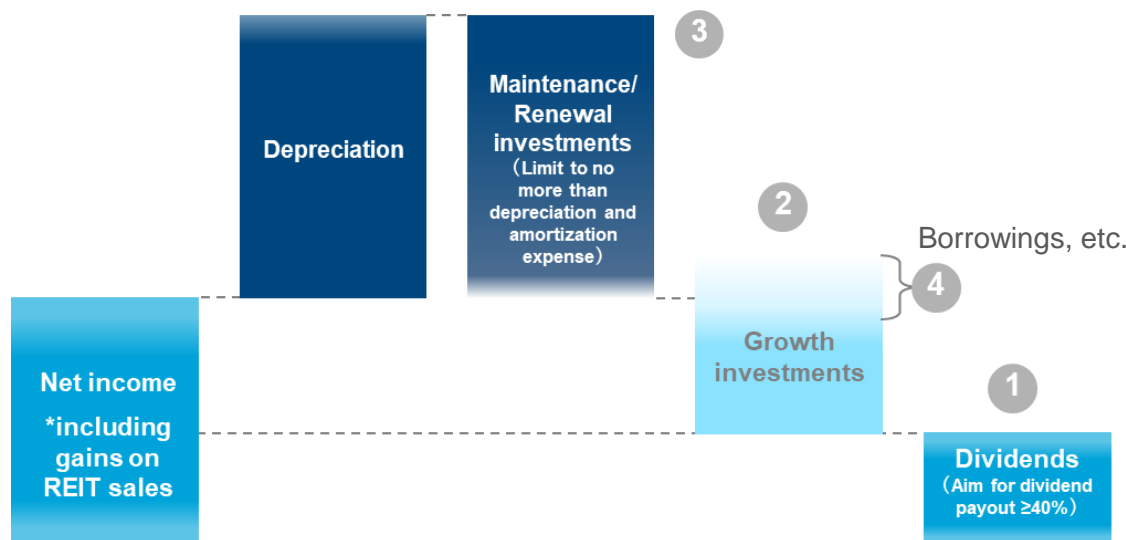 Net income
*including
gains on
REIT sales
Depreciation
Maintenance/
Renewal
investments
（Limit to no
more than
depreciation and
amortization
expense）
3
2
Growth
investments
Borrowings, etc.
4
1
Dividends
（Aim for dividend
payout ≥40%）